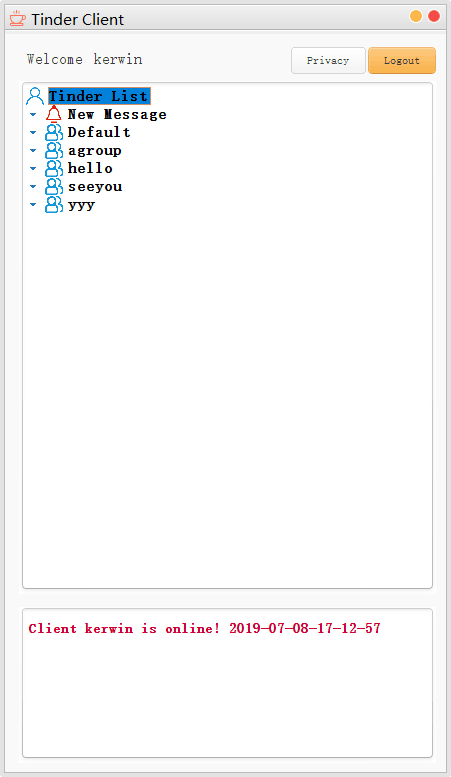 Tinder Client
Welcome kerwin
Privacy
Logout
Tinder List
New Message
Default
agroup
hello
seeyou
yyy
Client kerwin is online! 2019-07-08-17-12-57